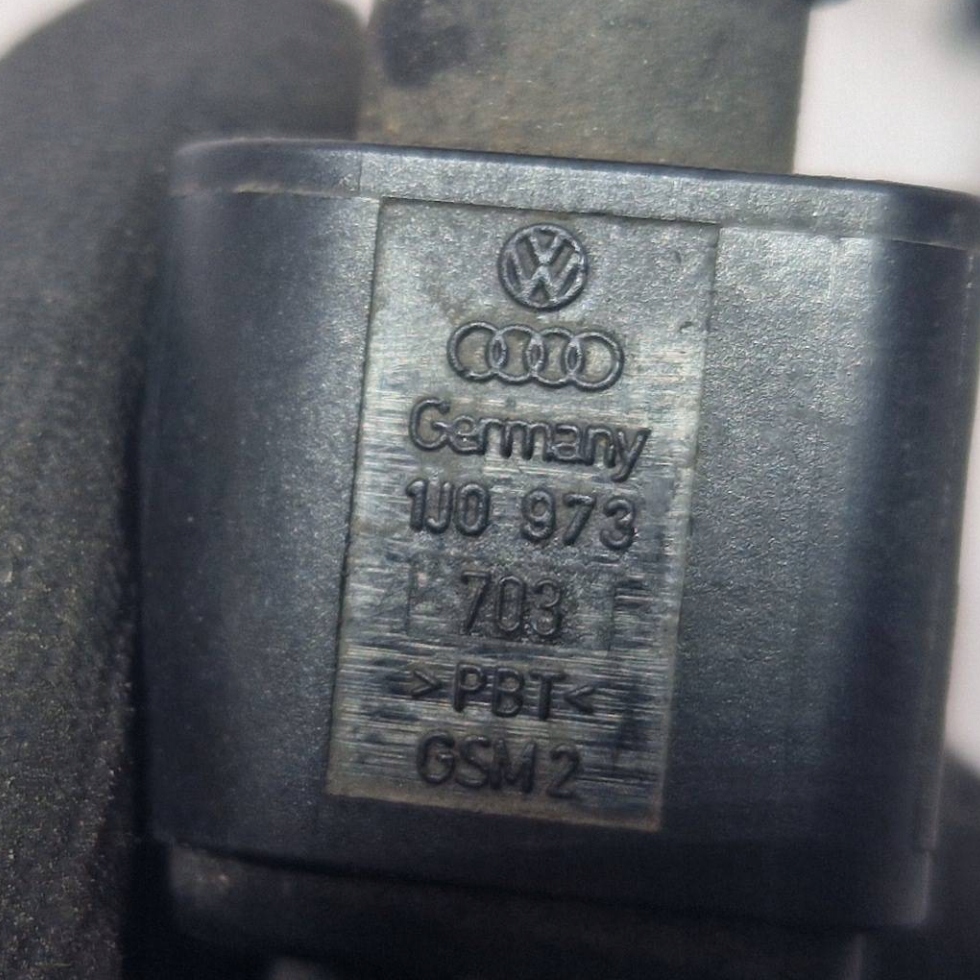 Germany
1J0 973
703
>PBT<
GSM2